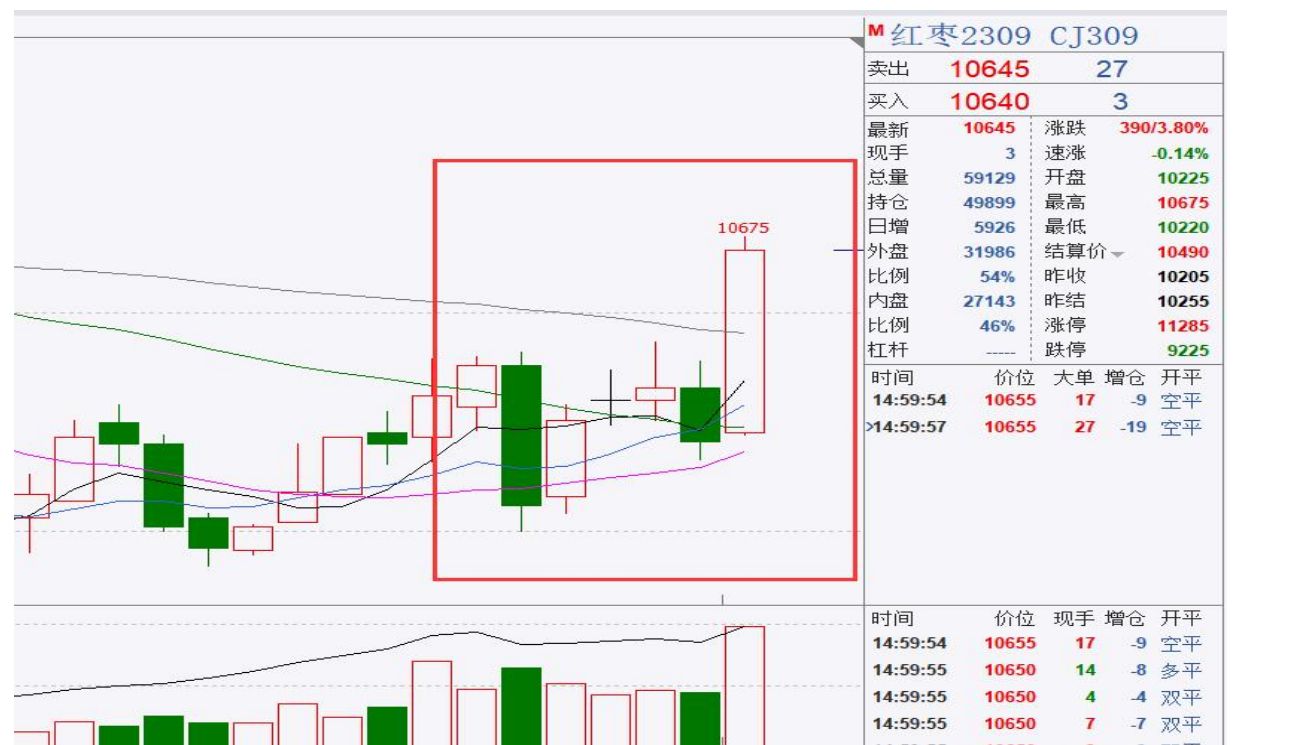 M 红枣2309 CJ309
卖出 10645 27
买入 10640 3
最新 10645 涨跌 390/3.80%
现手 3 速涨 -0.14%
总量 59129 开盘 10225
持仓 49899 最高 10675
日增 5926 最低 10220
外盘 31986 结算价 10490
比例 54% 昨收 10205
内盘 27143 昨结 10255
比例 46% 涨停 11285
杠杆 ----- 跌停 9225
时间 价位 大单 增仓 开平
14:59:54 10655 17 -9 空平
14:59:57 10655 27 -19 空平
10675
时间 价位 现手 增仓 开平
14:59:54 10655 17 -9 空平
14:59:55 10650 14 -8 多平
14:59:55 10650 4 -4 双平
14:59:55 10650 7 -7 双平